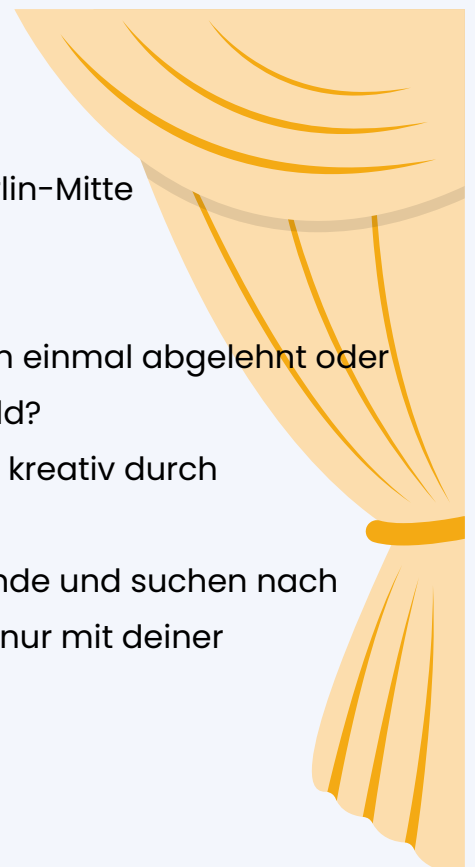 lin-Mitte
n einmal abgelehnt oder
ld?
kreativ durch
nde und suchen nach
nur mit deiner